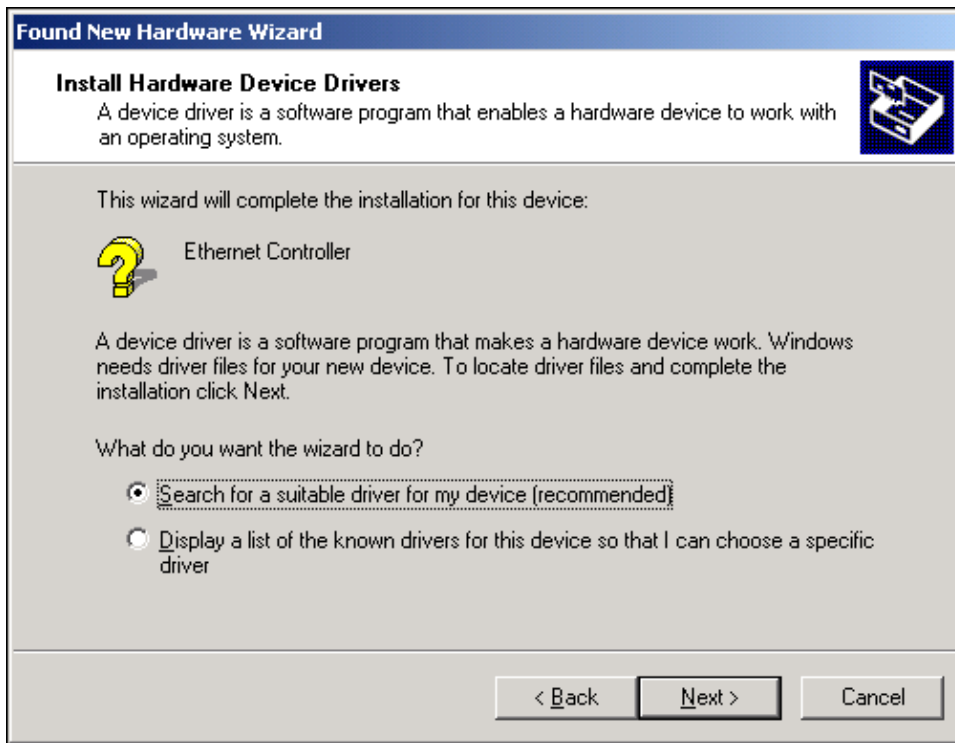 Found New Hardware Wizard
Install Hardware Device Drivers
A device driver is a software program that enables a hardware device to work with
an operating system.
This wizard will complete the installation for this device:
Ethernet Controller
A device driver is a software program that makes a hardware device work. Windows
needs driver files for your new device. To locate driver files and complete the
installation click Next.
What do you want the wizard to do?
Search for a suitable driver for my device (recommended)
Display a list of the known drivers for this device so that I can choose a specific
driver
< Back Next > Cancel